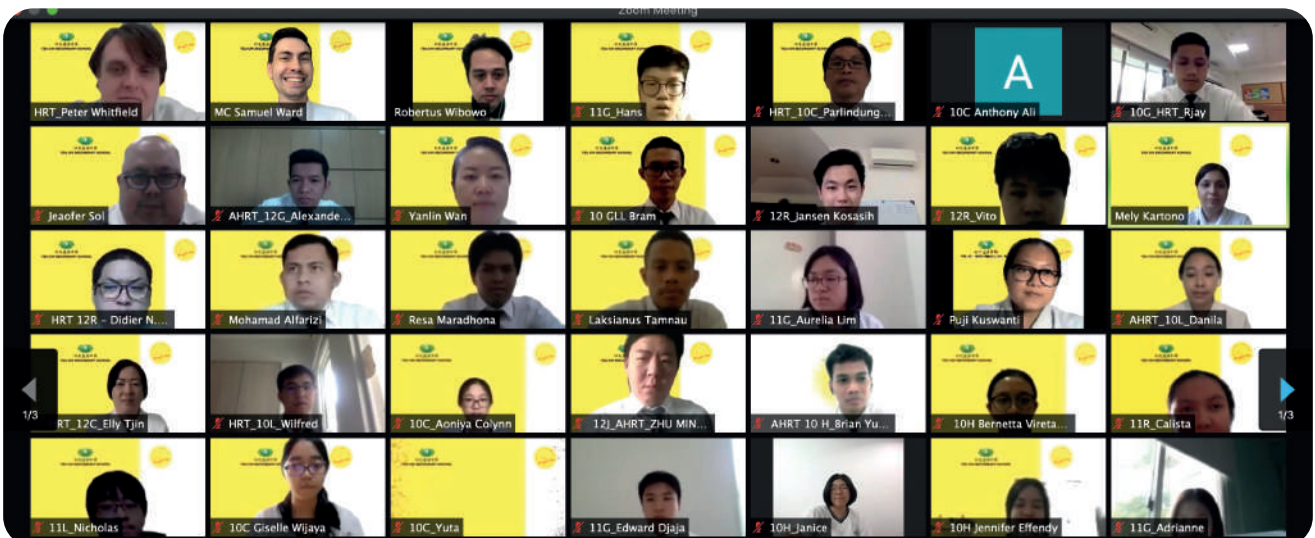 Zoom Meeting
HRT_Peter Whitfield
MC Samuel Ward
Robertus Wibowo
11G_Hans
HRT_10C_Parlindung...
A
10C Anthony Ali
10G_HRT_Rjay
Jeaofer Sol
AHRT_12G_Alexande...
Yanlin Wan
10 GLL Bram
12R_Jansen Kosasih
12R_Vito
Mely Kartono
HRT 12R - Didier N....
Mohamad Alfarizi
Resa Maradhona
Laksianus Tamnau
11G_Aurelia Lim
Puji Kuswanti
AHRT_10L_Danila
1/3
RT_12C_Elly Tjin
HRT_10L_Wilfred
10C_Aoniya Colynn
12J_AHRT_ZHU MIN...
AHRT 10 H_Brian Yu...
10H Bernetta Vireta...
11R_Calista
1/3
11L_Nicholas
10C Giselle Wijaya
10C_Yuta
11G_Edward Djaja
10H_Janice
10H Jennifer Effendy
11G_Adrianne